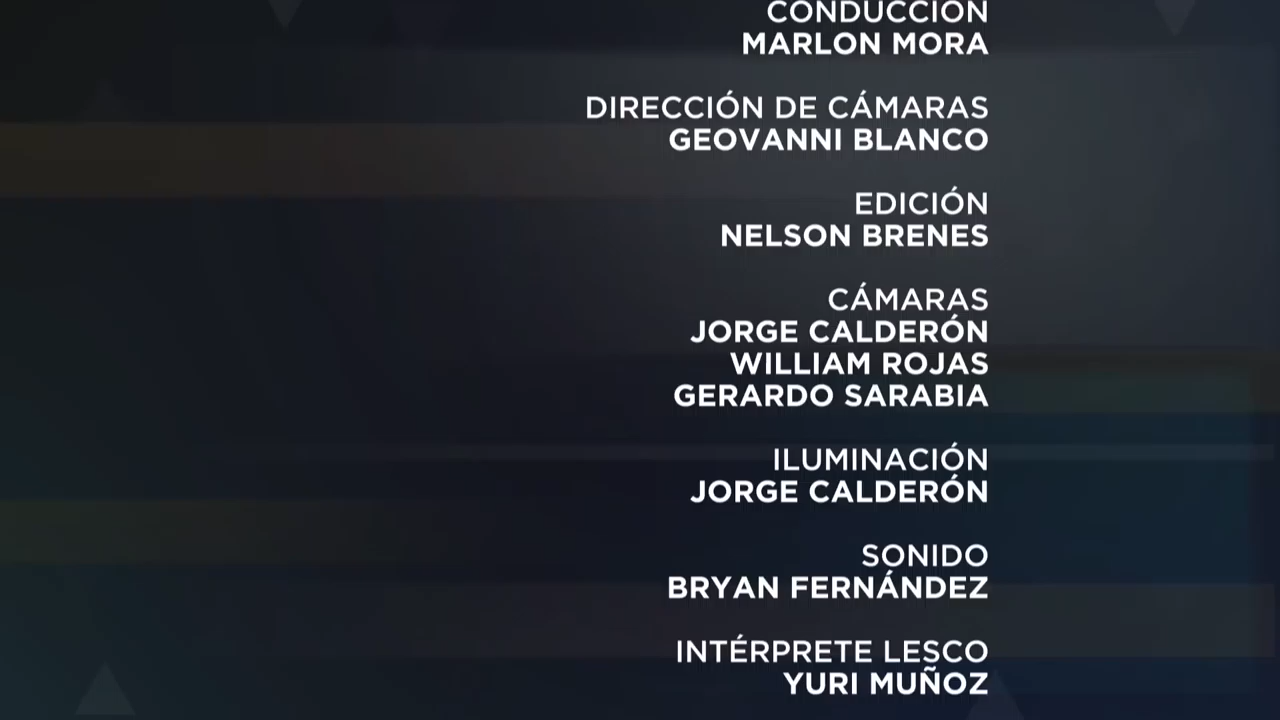 CONDUCCIÓN
MARLON MORA
DIRECCIÓN DE CÁMARAS
GEOVANNI BLANCO
EDICIÓN
NELSON BRENES
CÁMARAS
JORGE CALDERÓN
WILLIAM ROJAS
GERARDO SARABIA
ILUMINACIÓN
JORGE CALDERÓN
SONIDO
BRYAN FERNÁNDEZ
INTÉRPRETE LESCO
YURI MUÑOZ